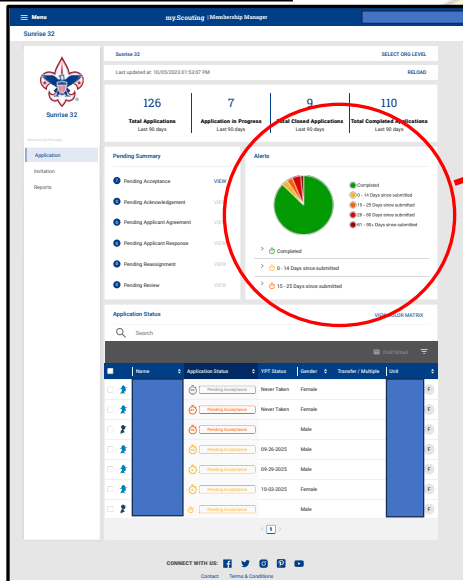 Menu
my.Scouting | Membership Manager
Sunrise 32
Sunrise 32
Application
Invitation
Reports
Sunrise 32 SELECT ORG LEVEL
Last updated at: 10/05/2023 01:53:07 PM RELOAD
126 7 9 110
Total Applications Application in Progress Total Closed Applications Total Completed Applications
Last 90 days Last 90 days Last 90 days Last 90 days
Pending Summary
Pending Acceptance VIEW
Pending Acknowledgement VIEW
Pending Applicant Agreement VIEW
Pending Applicant Response VIEW
Pending Reassignment VIEW
Pending Review VIEW
Alerts
Completed
0 - 14 Days since submitted
15 - 25 Days since submitted
26 - 60 Days since submitted
61 - 90+ Days since submitted
Completed
0 - 14 Days since submitted
15 - 25 Days since submitted
Application Status VIEW COLOR MATRIX
Search
Draft Email
Name Application Status VPT Status Gender Transfer / Multiple Unit
Pending Acceptance Never Taken Female F
Pending Acceptance Never Taken Female F
Pending Acceptance Male F
Pending Acceptance 09-26-2025 Male F
Pending Acceptance 09-29-2025 Male F
Pending Acceptance 10-03-2025 Female F
Pending Acceptance Male F
1
CONNECT WITH US:
Contact Terms & Conditions